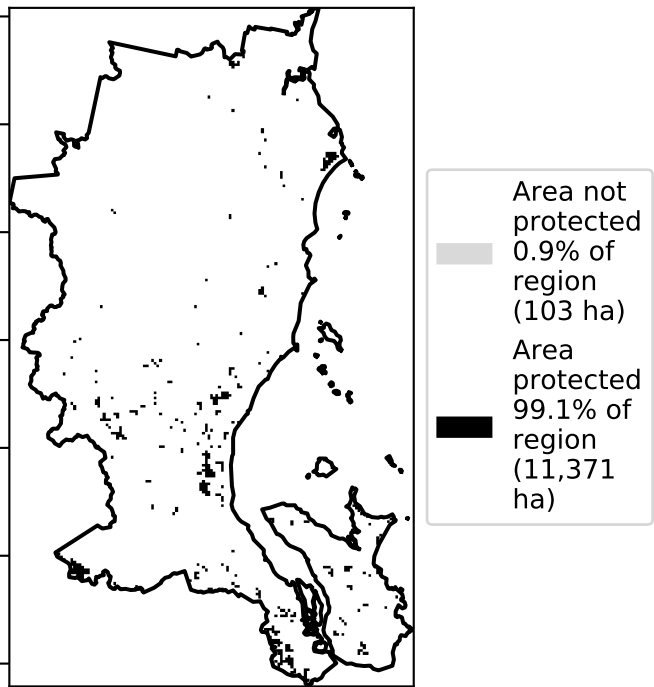 Area not
protected
0.9% of
region
(103 ha)
Area
protected
99.1% of
region
(11,371
ha)